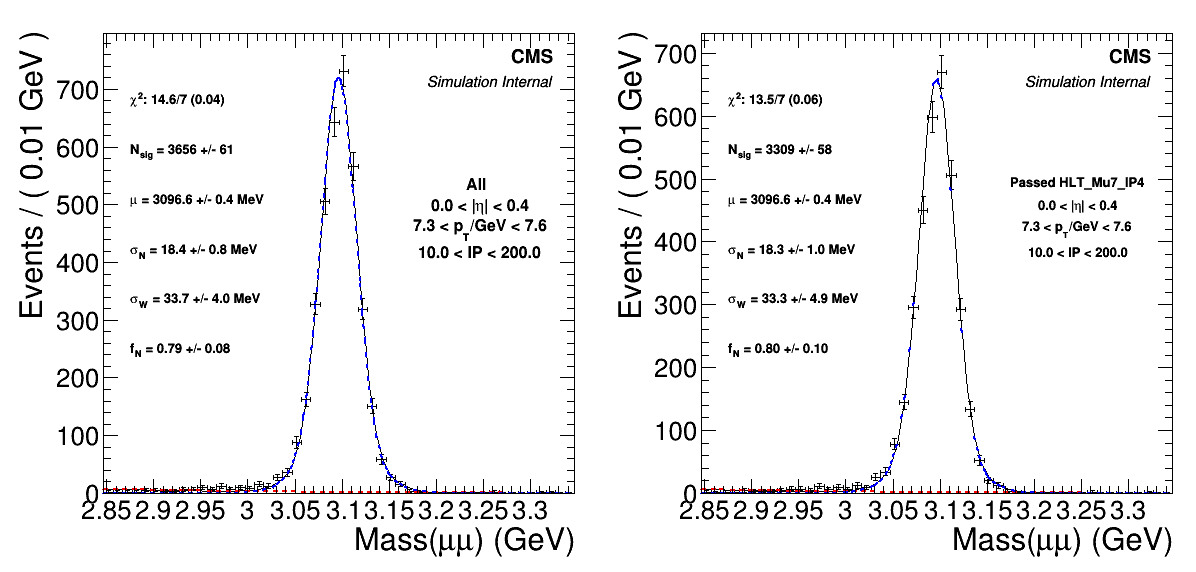 Events / ( 0.01 GeV )
700
600
500
400
300
200
100
0
CMS
Simulation Internal
χ²: 14.6/7 (0.04)
N_sig = 3656 +/- 61
μ = 3096.6 +/- 0.4 MeV
σ_N = 18.4 +/- 0.8 MeV
σ_W = 33.7 +/- 4.0 MeV
f_N = 0.79 +/- 0.08
All
0.0 < |η| < 0.4
7.3 < p_T/GeV < 7.6
10.0 < IP < 200.0
2.85 2.9 2.95 3 3.05 3.1 3.15 3.2 3.25 3.3
Mass(μμ) (GeV)
Events / ( 0.01 GeV )
700
600
500
400
300
200
100
0
CMS
Simulation Internal
χ²: 13.5/7 (0.06)
N_sig = 3309 +/- 58
μ = 3096.6 +/- 0.4 MeV
σ_N = 18.3 +/- 1.0 MeV
σ_W = 33.3 +/- 4.9 MeV
f_N = 0.80 +/- 0.10
Passed HLT_Mu7_IP4
0.0 < |η| < 0.4
7.3 < p_T/GeV < 7.6
10.0 < IP < 200.0
2.85 2.9 2.95 3 3.05 3.1 3.15 3.2 3.25 3.3
Mass(μμ) (GeV)